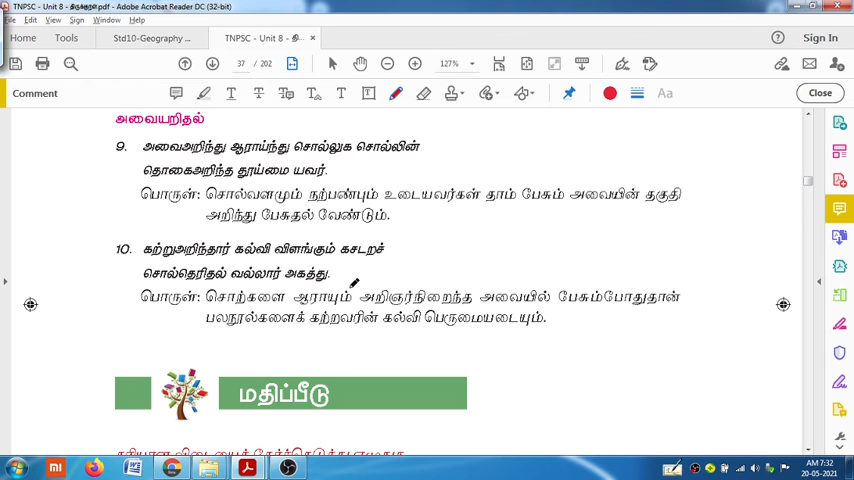 TNPSC - Unit 8 - திருக்குறள்.pdf - Adobe Acrobat Reader DC (32-bit)
File Edit View Sign Window Help
Home Tools Std10-Geography ... TNPSC - Unit 8 - தி... × Sign In
37 / 202 127%
Comment Close
அவையறிதல்
9. அவைஅறிந்து ஆராய்ந்து சொல்லுக சொல்லின்
தொகைஅறிந்த தூய்மை யவர்.
பொருள்: சொல்வளமும் நற்பண்பும் உடையவர்கள் தாம் பேசும் அவையின் தகுதி
அறிந்து பேசுதல் வேண்டும்.
10. கற்றுஅறிந்தார் கல்வி விளங்கும் கசடறச்
சொல்தெரிதல் வல்லார் அகத்து.
பொருள்: சொற்களை ஆராயும் அறிஞர்நிறைந்த அவையில் பேசும்போதுதான்
பலநூல்களைக் கற்றவரின் கல்வி பெருமையடையும்.
மதிப்பீடு
சரியான விடையைத் தேர்ந்தெடுத்து எழுதுக.
AM 7:32
20-05-2021